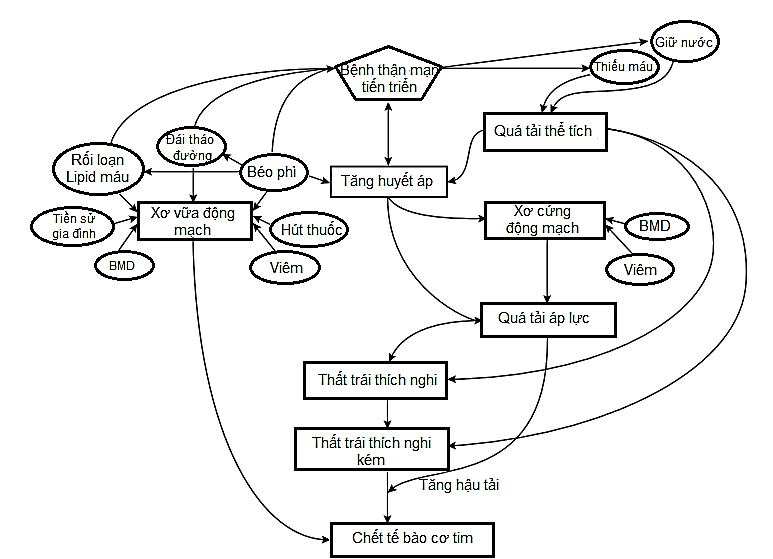 Giữ nước
Bệnh thận mạn
tiến triển
Thiếu máu
Quá tải thể tích
Đái tháo
đường
Rối loạn
Lipid máu
Béo phì
Tăng huyết áp
Tiền sử
gia đình
Xơ vữa động
mạch
Hút thuốc
Xơ cứng
động mạch
BMD
BMD
Viêm
Viêm
Quá tải áp lực
Thất trái thích nghi
Thất trái thích nghi
kém
Tăng hậu tải
Chết tế bào cơ tim